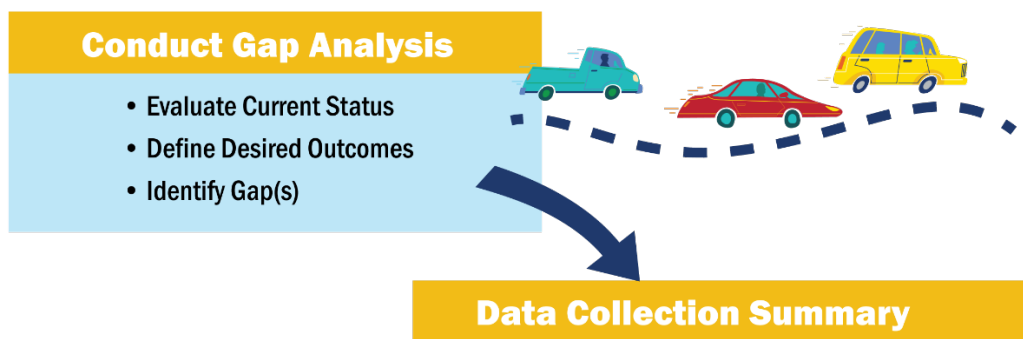 Conduct Gap Analysis
• Evaluate Current Status
• Define Desired Outcomes
• Identify Gap(s)
Data Collection Summary